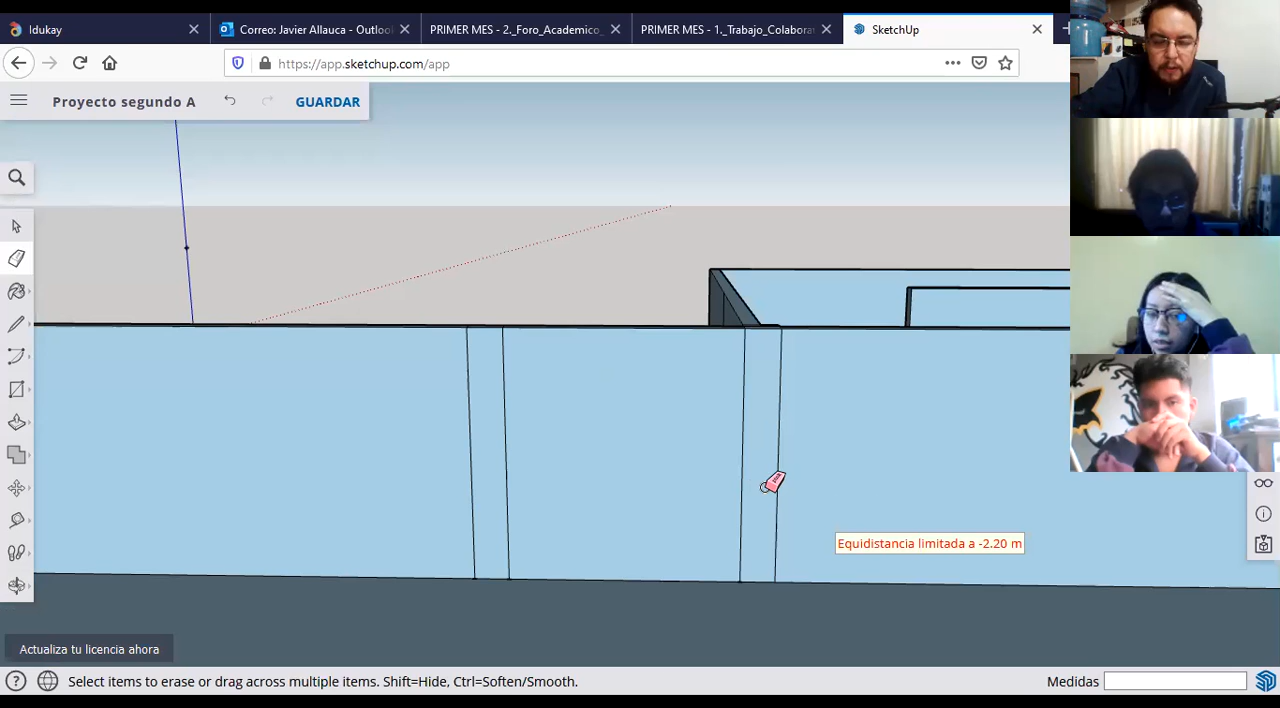 Idukay
Correo: Javier Allauca - Outloo
PRIMER MES - 2._Foro_Academico_
PRIMER MES - 1._Trabajo_Colabora
SketchUp
https://app.sketchup.com/app
Proyecto segundo A
GUARDAR
Equidistancia limitada a -2.20 m
Actualiza tu licencia ahora
Select items to erase or drag across multiple items. Shift=Hide, Ctrl=Soften/Smooth.
Medidas